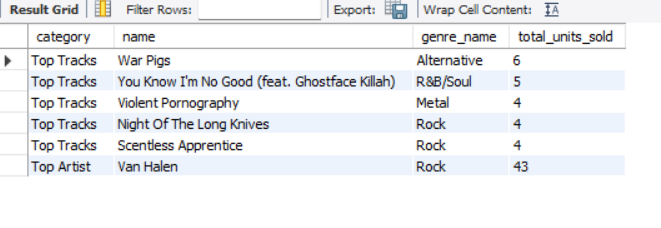 Result Grid Filter Rows: Export: Wrap Cell Content: IA
category name genre_name total_units_sold
Top Tracks War Pigs Alternative 6
Top Tracks You Know I'm No Good (feat. Ghostface Killah) R&B/Soul 5
Top Tracks Violent Pornography Metal 4
Top Tracks Night Of The Long Knives Rock 4
Top Tracks Scentless Apprentice Rock 4
Top Artist Van Halen Rock 43